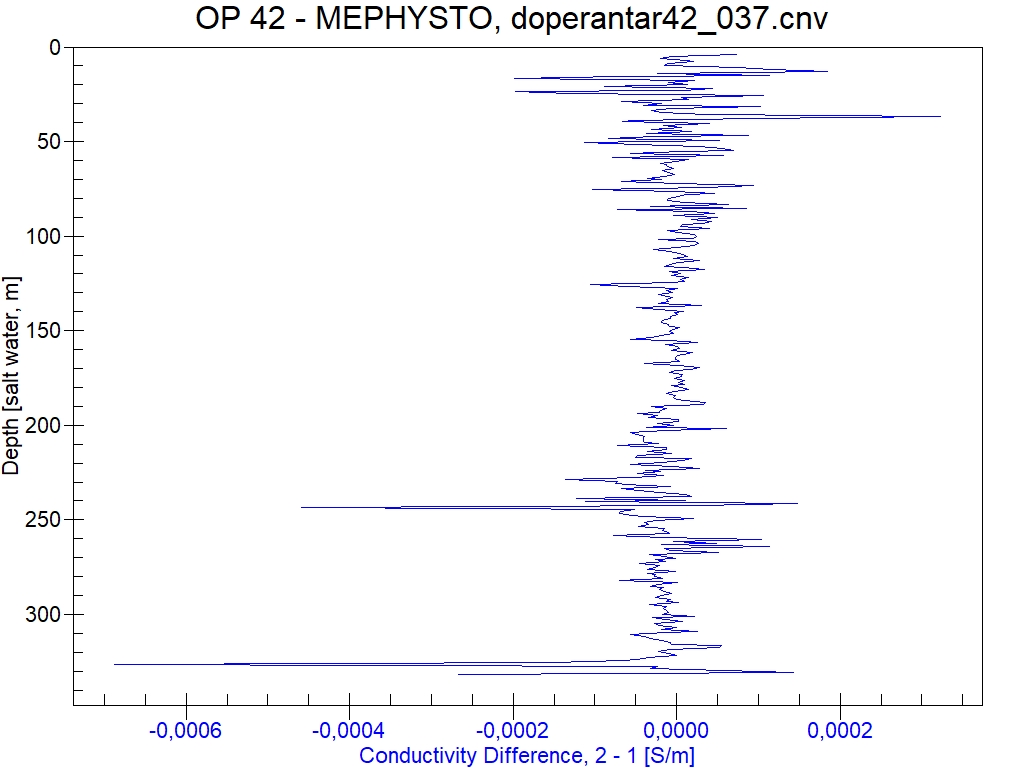 OP 42 - MEPHYSTO, doperantar42_037.cnv
0
50
100
150
200
250
300
Depth [salt water, m]
-0,0006 -0,0004 -0,0002 0,0000 0,0002
Conductivity Difference, 2 - 1 [S/m]